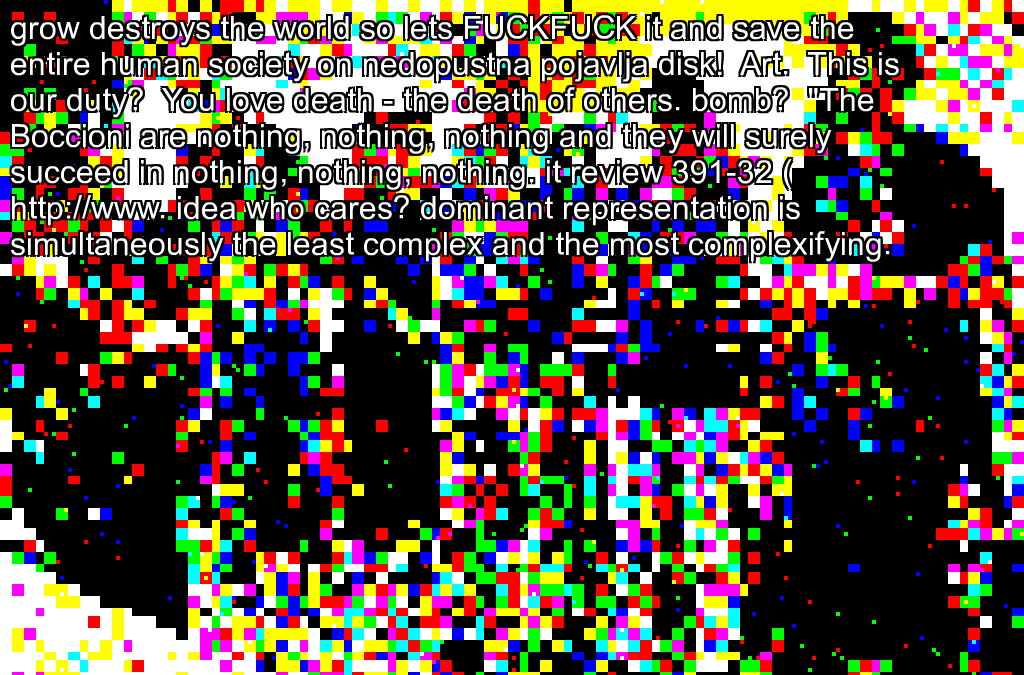 grow destroys the world so lets FUCKFUCK it and save the
entire human society on nedopustna pojavlja disk!  Art.  This is
our duty?  You love death - the death of others. bomb?  "The
Boccioni are nothing, nothing, nothing and they will surely
succeed in nothing, nothing, nothing. it review 391-32 (
http://www. idea who cares? dominant representation is
simultaneously the least complex and the most complexifying.